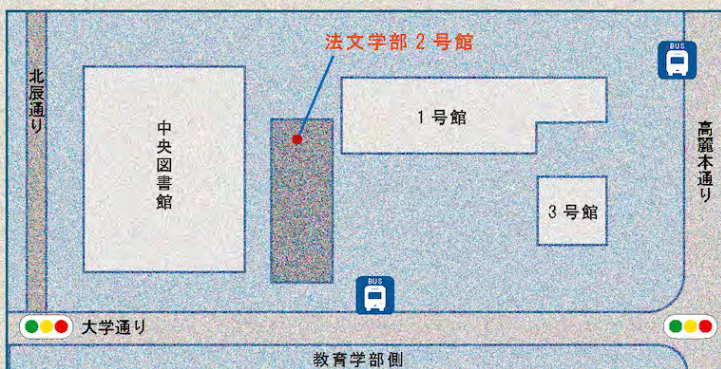 法文学部2号館
BUS
北辰通り
1号館
中央図書館
高麗本通り
3号館
BUS
大学通り
教育学部側